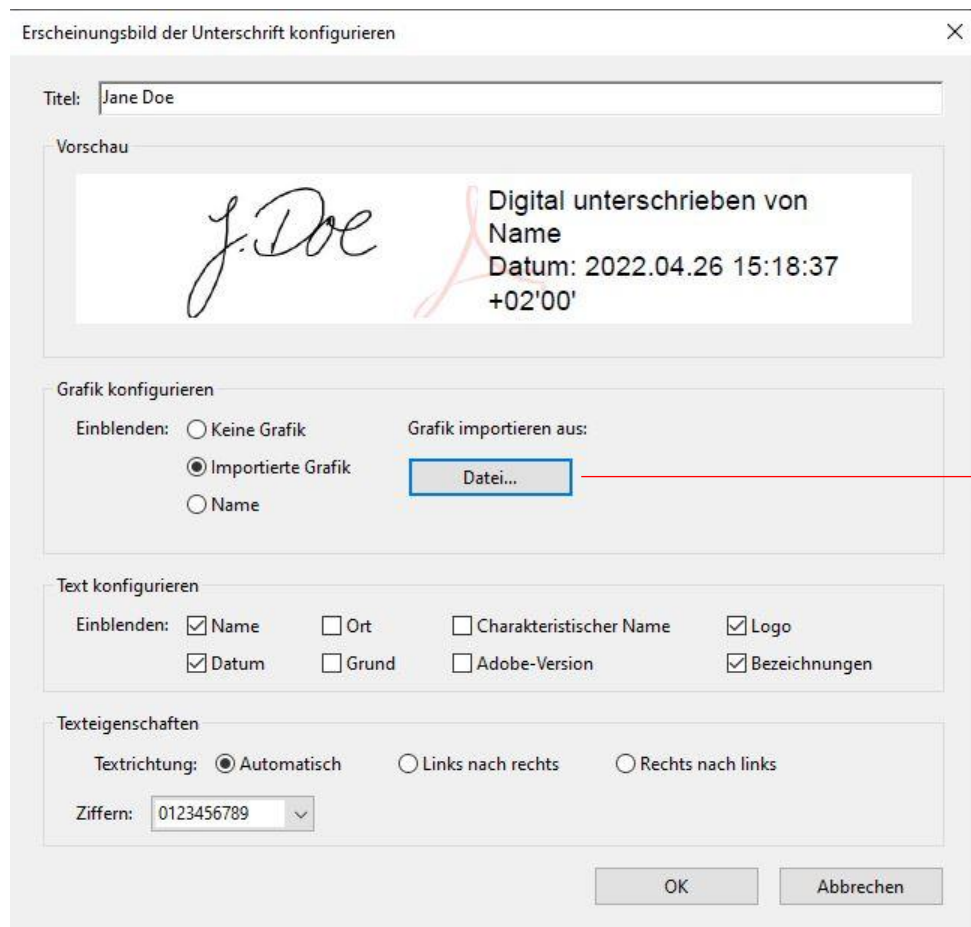 Erscheinungsbild der Unterschrift konfigurieren
Titel: Jane Doe
Vorschau
J. Doe
Digital unterschrieben von
Name
Datum: 2022.04.26 15:18:37
+02'00'
Grafik konfigurieren
Einblenden: Keine Grafik Grafik importieren aus:
Importierte Grafik Datei...
Name
Text konfigurieren
Einblenden: Name Ort Charakteristischer Name Logo
Datum Grund Adobe-Version Bezeichnungen
Texteigenschaften
Textrichtung: Automatisch Links nach rechts Rechts nach links
Ziffern: 0123456789
OK Abbrechen